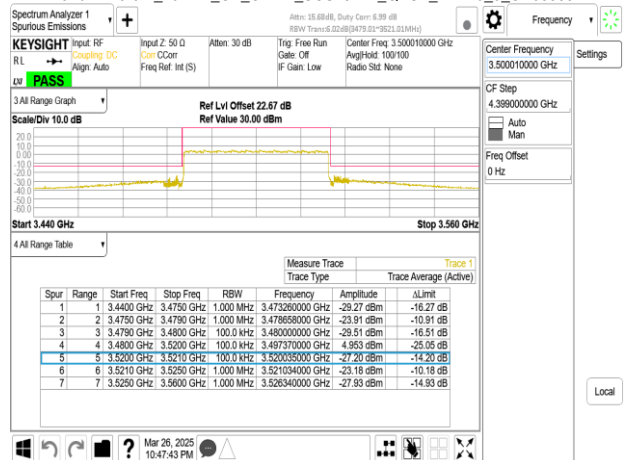 Spectrum Analyzer 1
Spurious Emissions
Attn: 15.68dB, Duty Corr: 6.99 dB
RBW Trans:6.02dB(3479.01~3521.01MHz)
Frequency
KEYSIGHT
Input: RF
Input Z: 50 Ω
Atten: 30 dB
Trig: Free Run
Center Freq: 3.500010000 GHz
RL
Coupling: DC
Corr CCorr
Gate: Off
Avg|Hold: 100/100
Align: Auto
Freq Ref: Int (S)
IF Gain: Low
Radio Std: None
LXI
PASS
Center Frequency
3.500010000 GHz
Settings
CF Step
4.399000000 GHz
Auto
Man
Freq Offset
0 Hz
3 All Range Graph
Ref Lvl Offset 22.67 dB
Scale/Div 10.0 dB
Ref Value 30.00 dBm
20.0
10.0
0.00
-10.0
-20.0
-30.0
-40.0
-50.0
-60.0
Start 3.440 GHz
Stop 3.560 GHz
4 All Range Table
Measure Trace
Trace 1
Trace Type
Trace Average (Active)
Spur Range Start Freq Stop Freq RBW Frequency Amplitude ΔLimit
1 1 3.4400 GHz 3.4750 GHz 1.000 MHz 3.473260000 GHz -29.27 dBm -16.27 dB
2 2 3.4750 GHz 3.4790 GHz 1.000 MHz 3.478658000 GHz -23.91 dBm -10.91 dB
3 3 3.4790 GHz 3.4800 GHz 100.0 kHz 3.480000000 GHz -29.51 dBm -16.51 dB
4 4 3.4800 GHz 3.5200 GHz 100.0 kHz 3.497370000 GHz 4.953 dBm -25.05 dB
5 5 3.5200 GHz 3.5210 GHz 100.0 kHz 3.520035000 GHz -27.20 dBm -14.20 dB
6 6 3.5210 GHz 3.5250 GHz 1.000 MHz 3.521034000 GHz -23.18 dBm -10.18 dB
7 7 3.5250 GHz 3.5600 GHz 1.000 MHz 3.526340000 GHz -27.93 dBm -14.93 dB
Local
?
Mar 26, 2025
10:47:43 PM